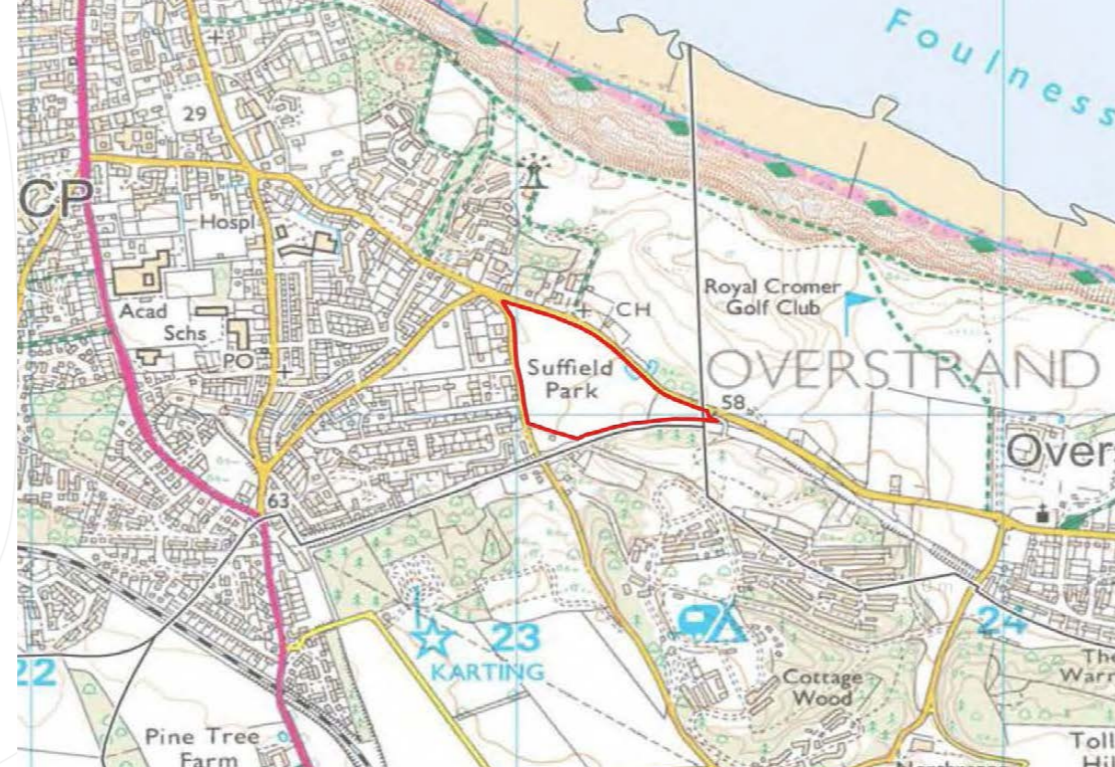 Foulness
62
29
CP
Hospl
Royal Cromer
Golf Club
CH
Acad
Schs
PO
Suffield
Park
OVERSTRAND
58
Over
63
24
23
KARTING
22
The
Warr
Cottage
Wood
Pine Tree
Farm
Toll
Hil